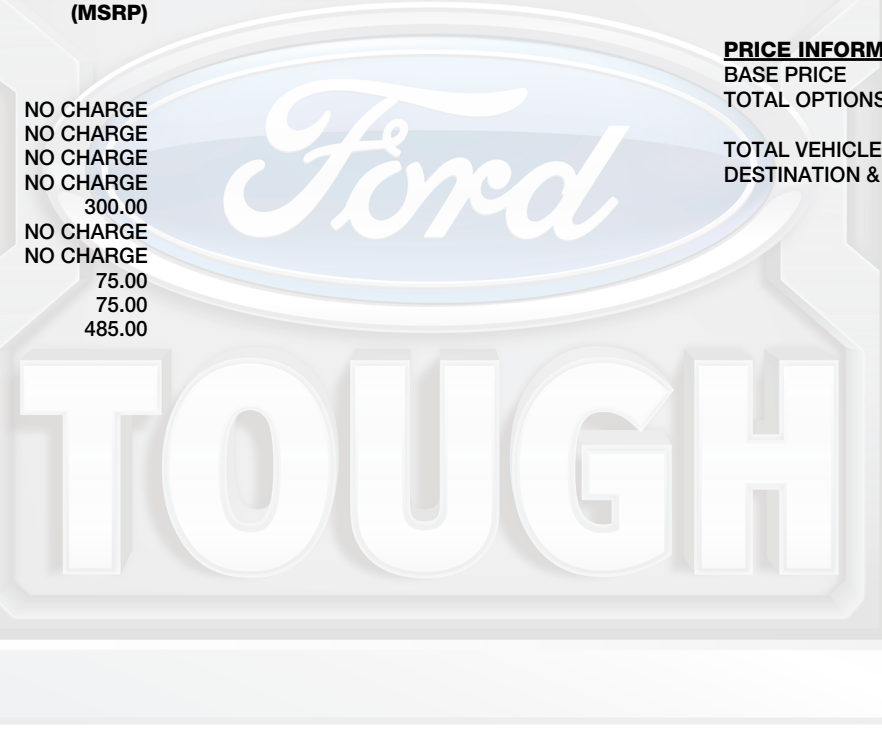 (MSRP)
NO CHARGE
NO CHARGE
NO CHARGE
NO CHARGE
300.00
NO CHARGE
NO CHARGE
75.00
75.00
485.00
PRICE INFORM
BASE PRICE
TOTAL OPTIONS
TOTAL VEHICLE
DESTINATION &
Ford
TOUGH